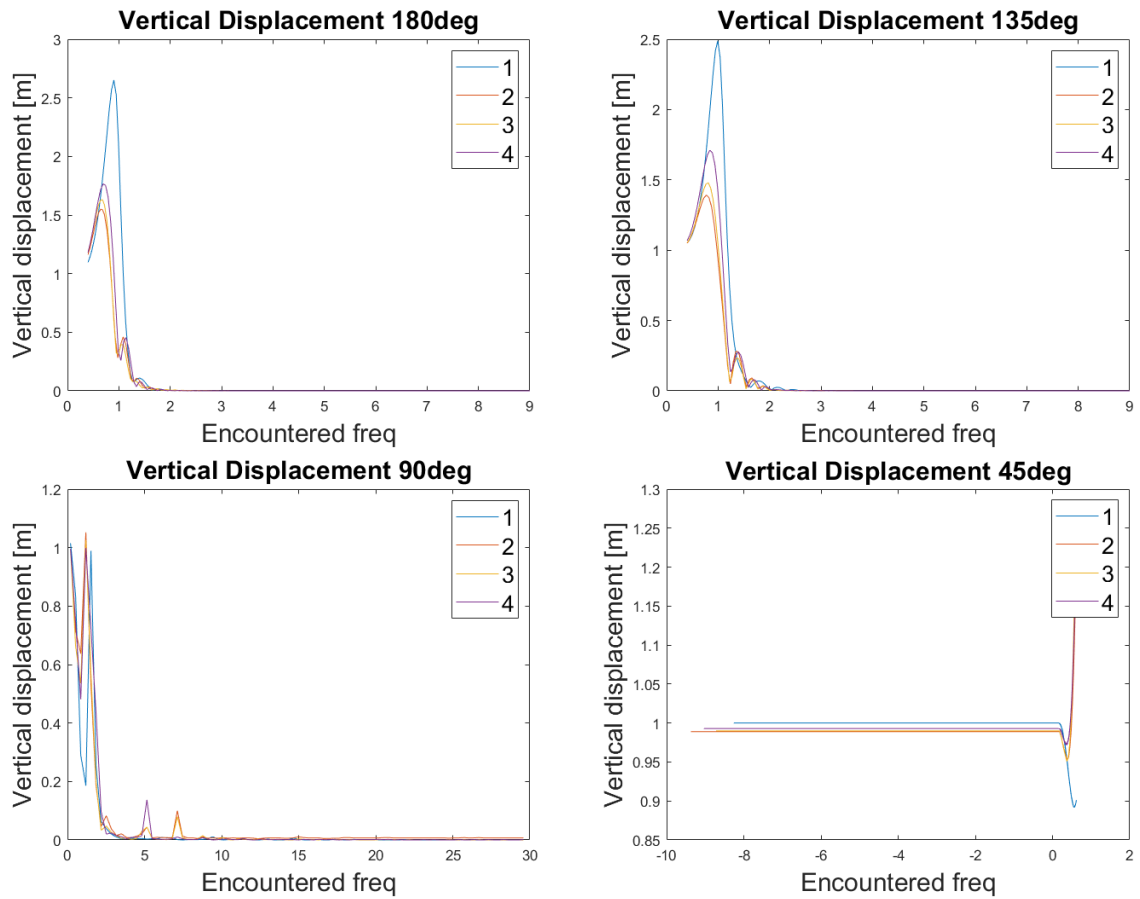 Vertical Displacement 180deg
Vertical displacement [m]
3
2.5
2
1.5
1
0.5
0
0 1 2 3 4 5 6 7 8 9
Encountered freq
1
2
3
4
Vertical Displacement 135deg
Vertical displacement [m]
2.5
2
1.5
1
0.5
0
0 1 2 3 4 5 6 7 8 9
Encountered freq
1
2
3
4
Vertical Displacement 90deg
Vertical displacement [m]
1.2
1
0.8
0.6
0.4
0.2
0
0 5 10 15 20 25 30
Encountered freq
1
2
3
4
Vertical Displacement 45deg
Vertical displacement [m]
1.3
1.25
1.2
1.15
1.1
1.05
1
0.95
0.9
0.85
-10 -8 -6 -4 -2 0 2
Encountered freq
1
2
3
4